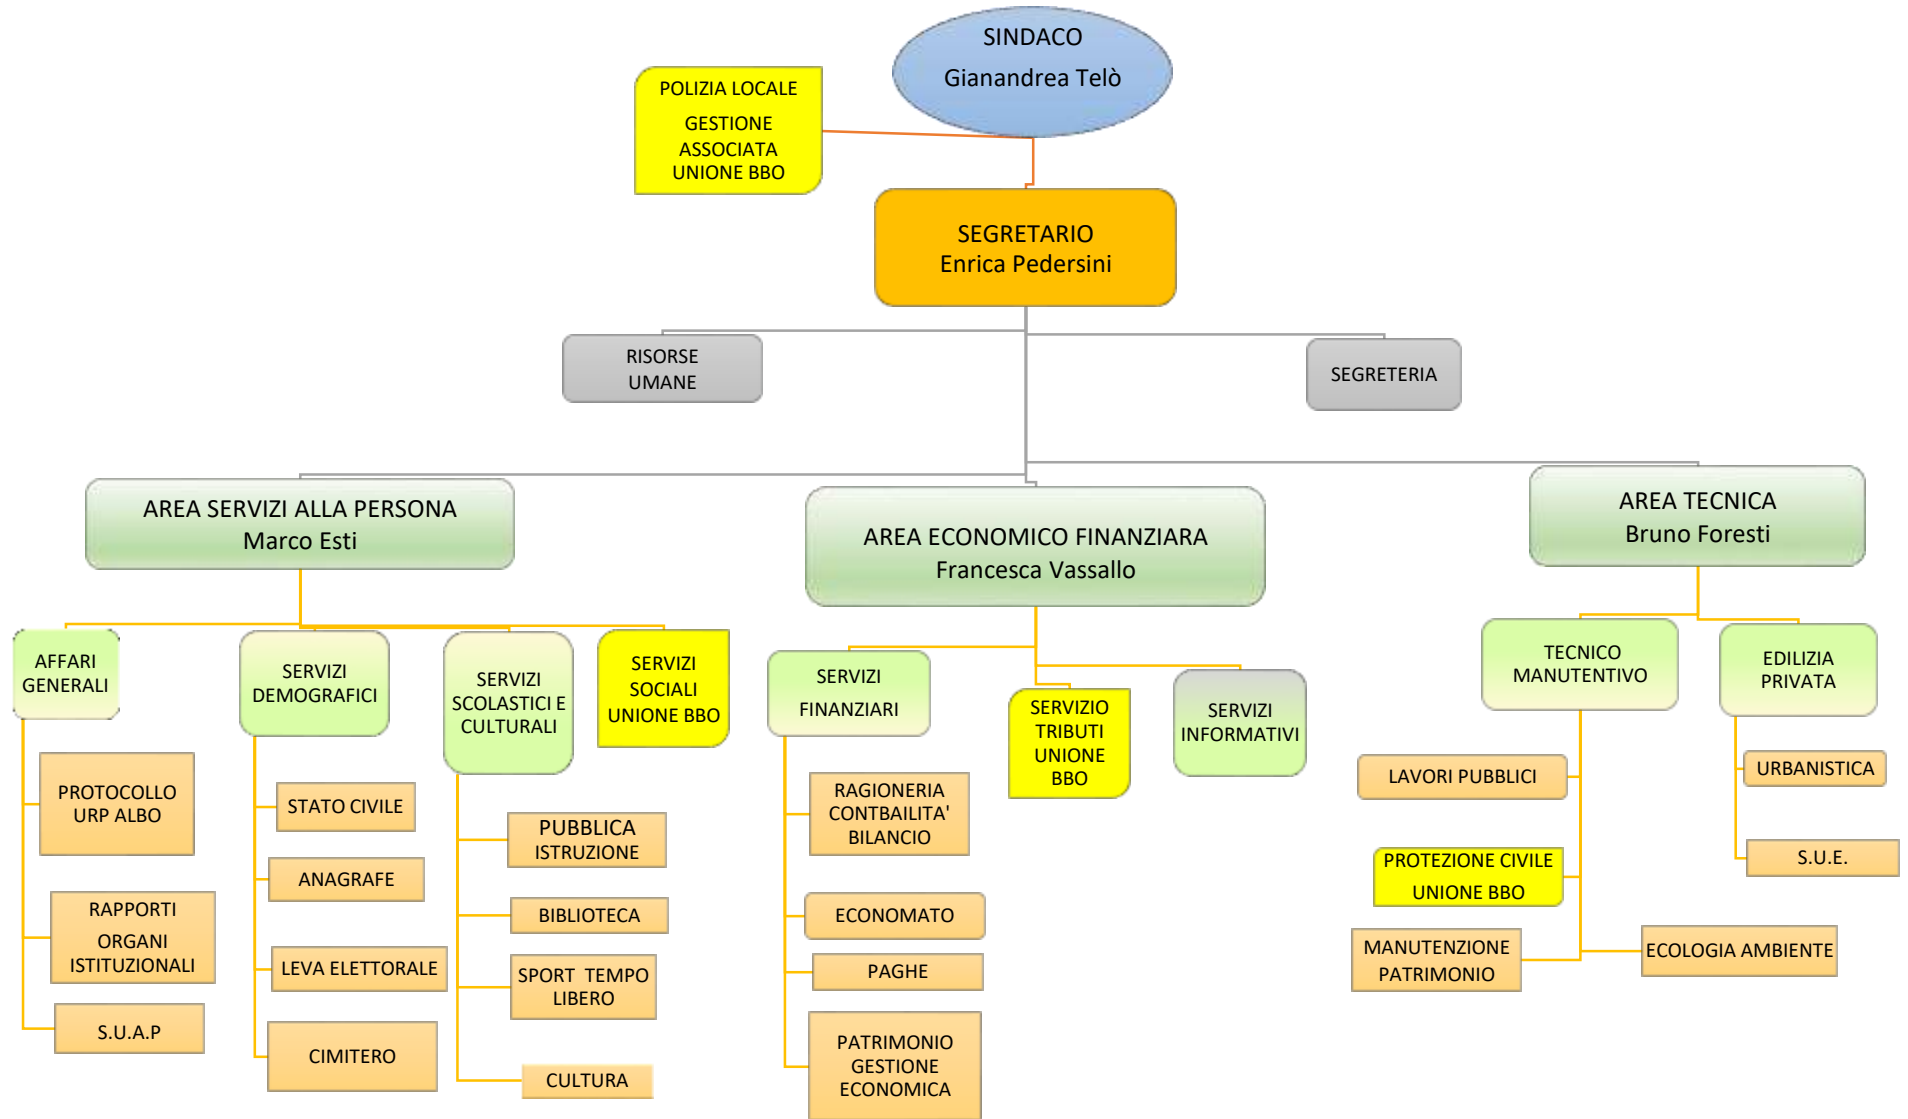 SINDACO
Gianandrea Telò
POLIZIA LOCALE
GESTIONE
ASSOCIATA
UNIONE BBO
SEGRETARIO
Enrica Pedersini
RISORSE
UMANE
SEGRETERIA
AREA SERVIZI ALLA PERSONA
Marco Esti
AREA ECONOMICO FINANZIARA
Francesca Vassallo
AREA TECNICA
Bruno Foresti
AFFARI
GENERALI
SERVIZI
DEMOGRAFICI
SERVIZI
SCOLASTICI E
CULTURALI
SERVIZI
SOCIALI
UNIONE BBO
SERVIZI
FINANZIARI
SERVIZIO
TRIBUTI
UNIONE
BBO
SERVIZI
INFORMATIVI
TECNICO
MANUTENTIVO
EDILIZIA
PRIVATA
PROTOCOLLO
URP ALBO
RAPPORTI
ORGANI
ISTITUZIONALI
S.U.A.P
STATO CIVILE
ANAGRAFE
LEVA ELETTORALE
CIMITERO
PUBBLICA
ISTRUZIONE
BIBLIOTECA
SPORT TEMPO
LIBERO
CULTURA
RAGIONERIA
CONTBAILITA'
BILANCIO
ECONOMATO
PAGHE
PATRIMONIO
GESTIONE
ECONOMICA
LAVORI PUBBLICI
PROTEZIONE CIVILE
UNIONE BBO
MANUTENZIONE
PATRIMONIO
ECOLOGIA AMBIENTE
URBANISTICA
S.U.E.